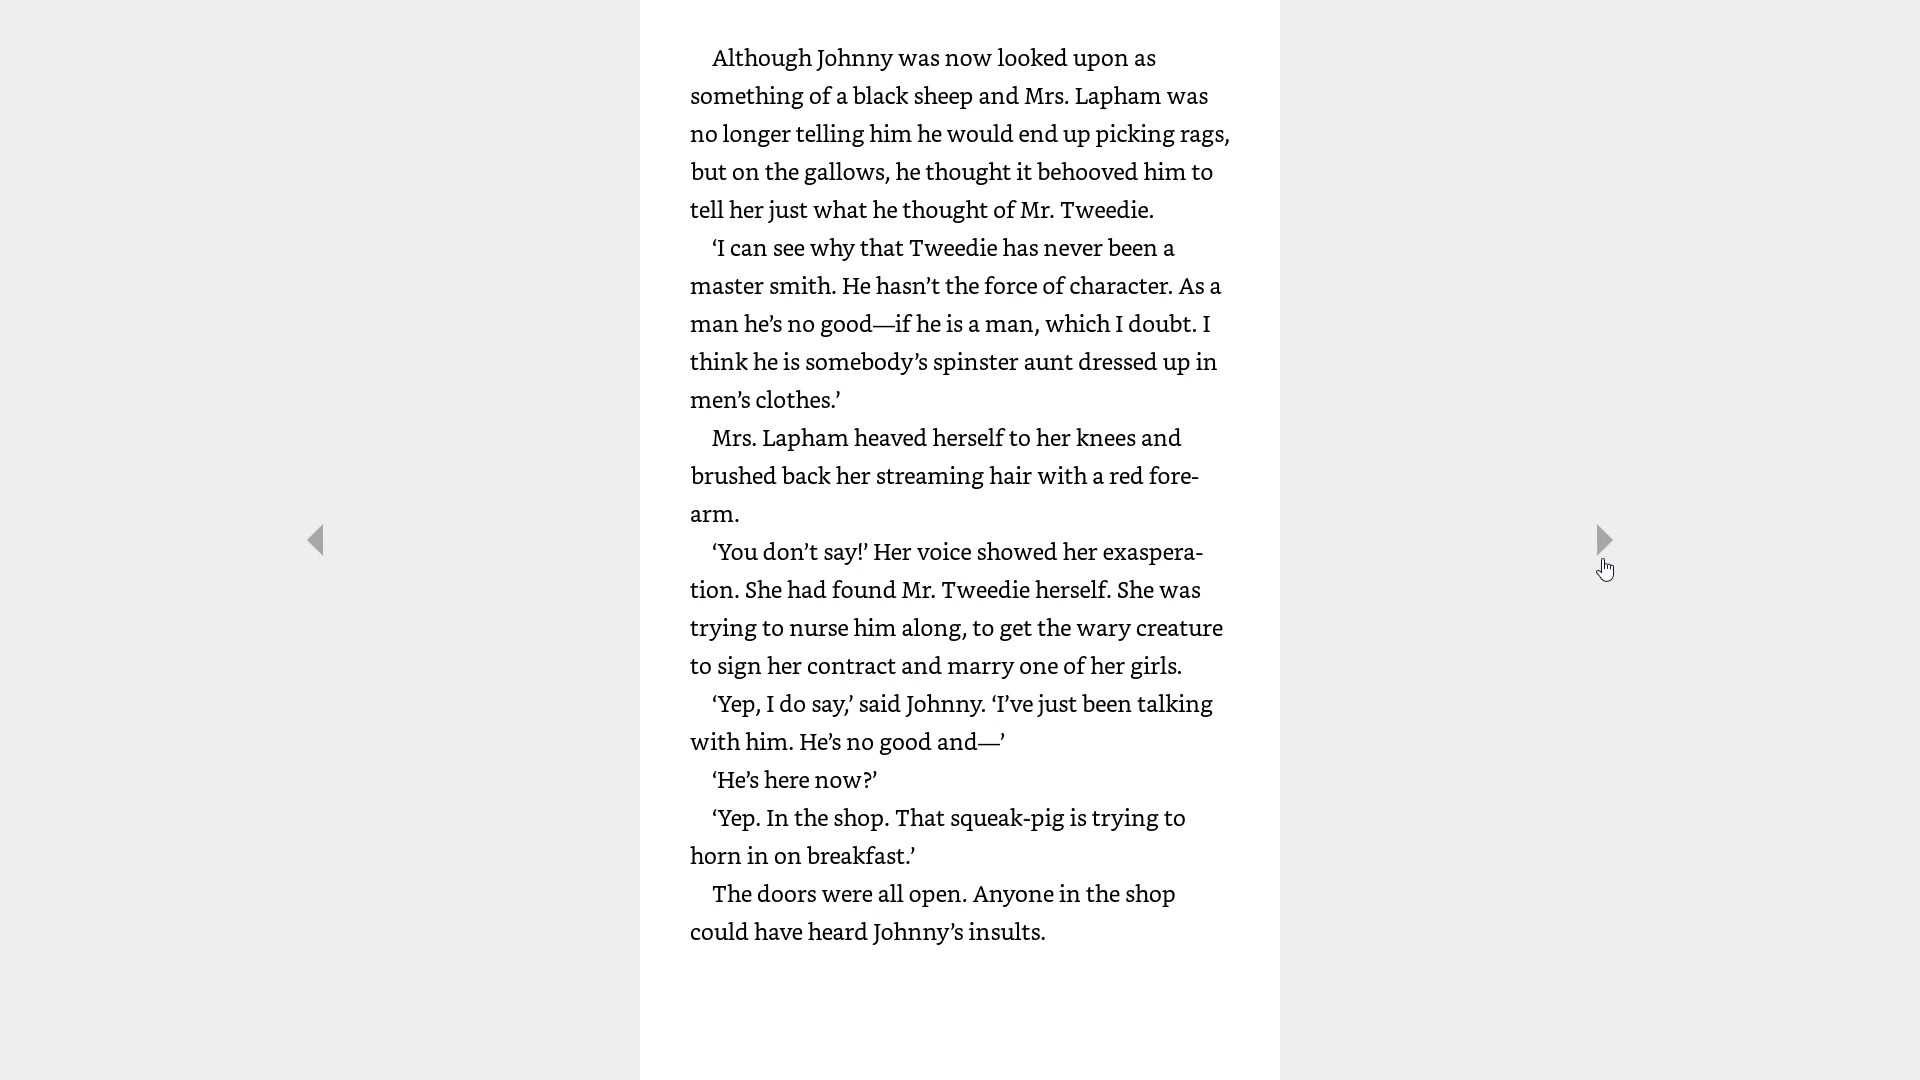 Although Johnny was now looked upon as
something of a black sheep and Mrs. Lapham was
no longer telling him he would end up picking rags,
but on the gallows, he thought it behooved him to
tell her just what he thought of Mr. Tweedie.
‘I can see why that Tweedie has never been a
master smith. He hasn’t the force of character. As a
man he’s no good—if he is a man, which I doubt. I
think he is somebody’s spinster aunt dressed up in
men’s clothes.’
Mrs. Lapham heaved herself to her knees and
brushed back her streaming hair with a red fore-
arm.
‘You don’t say!’ Her voice showed her exaspera-
tion. She had found Mr. Tweedie herself. She was
trying to nurse him along, to get the wary creature
to sign her contract and marry one of her girls.
‘Yep, I do say,’ said Johnny. ‘I’ve just been talking
with him. He’s no good and—’
‘He’s here now?’
‘Yep. In the shop. That squeak-pig is trying to
horn in on breakfast.’
The doors were all open. Anyone in the shop
could have heard Johnny’s insults.